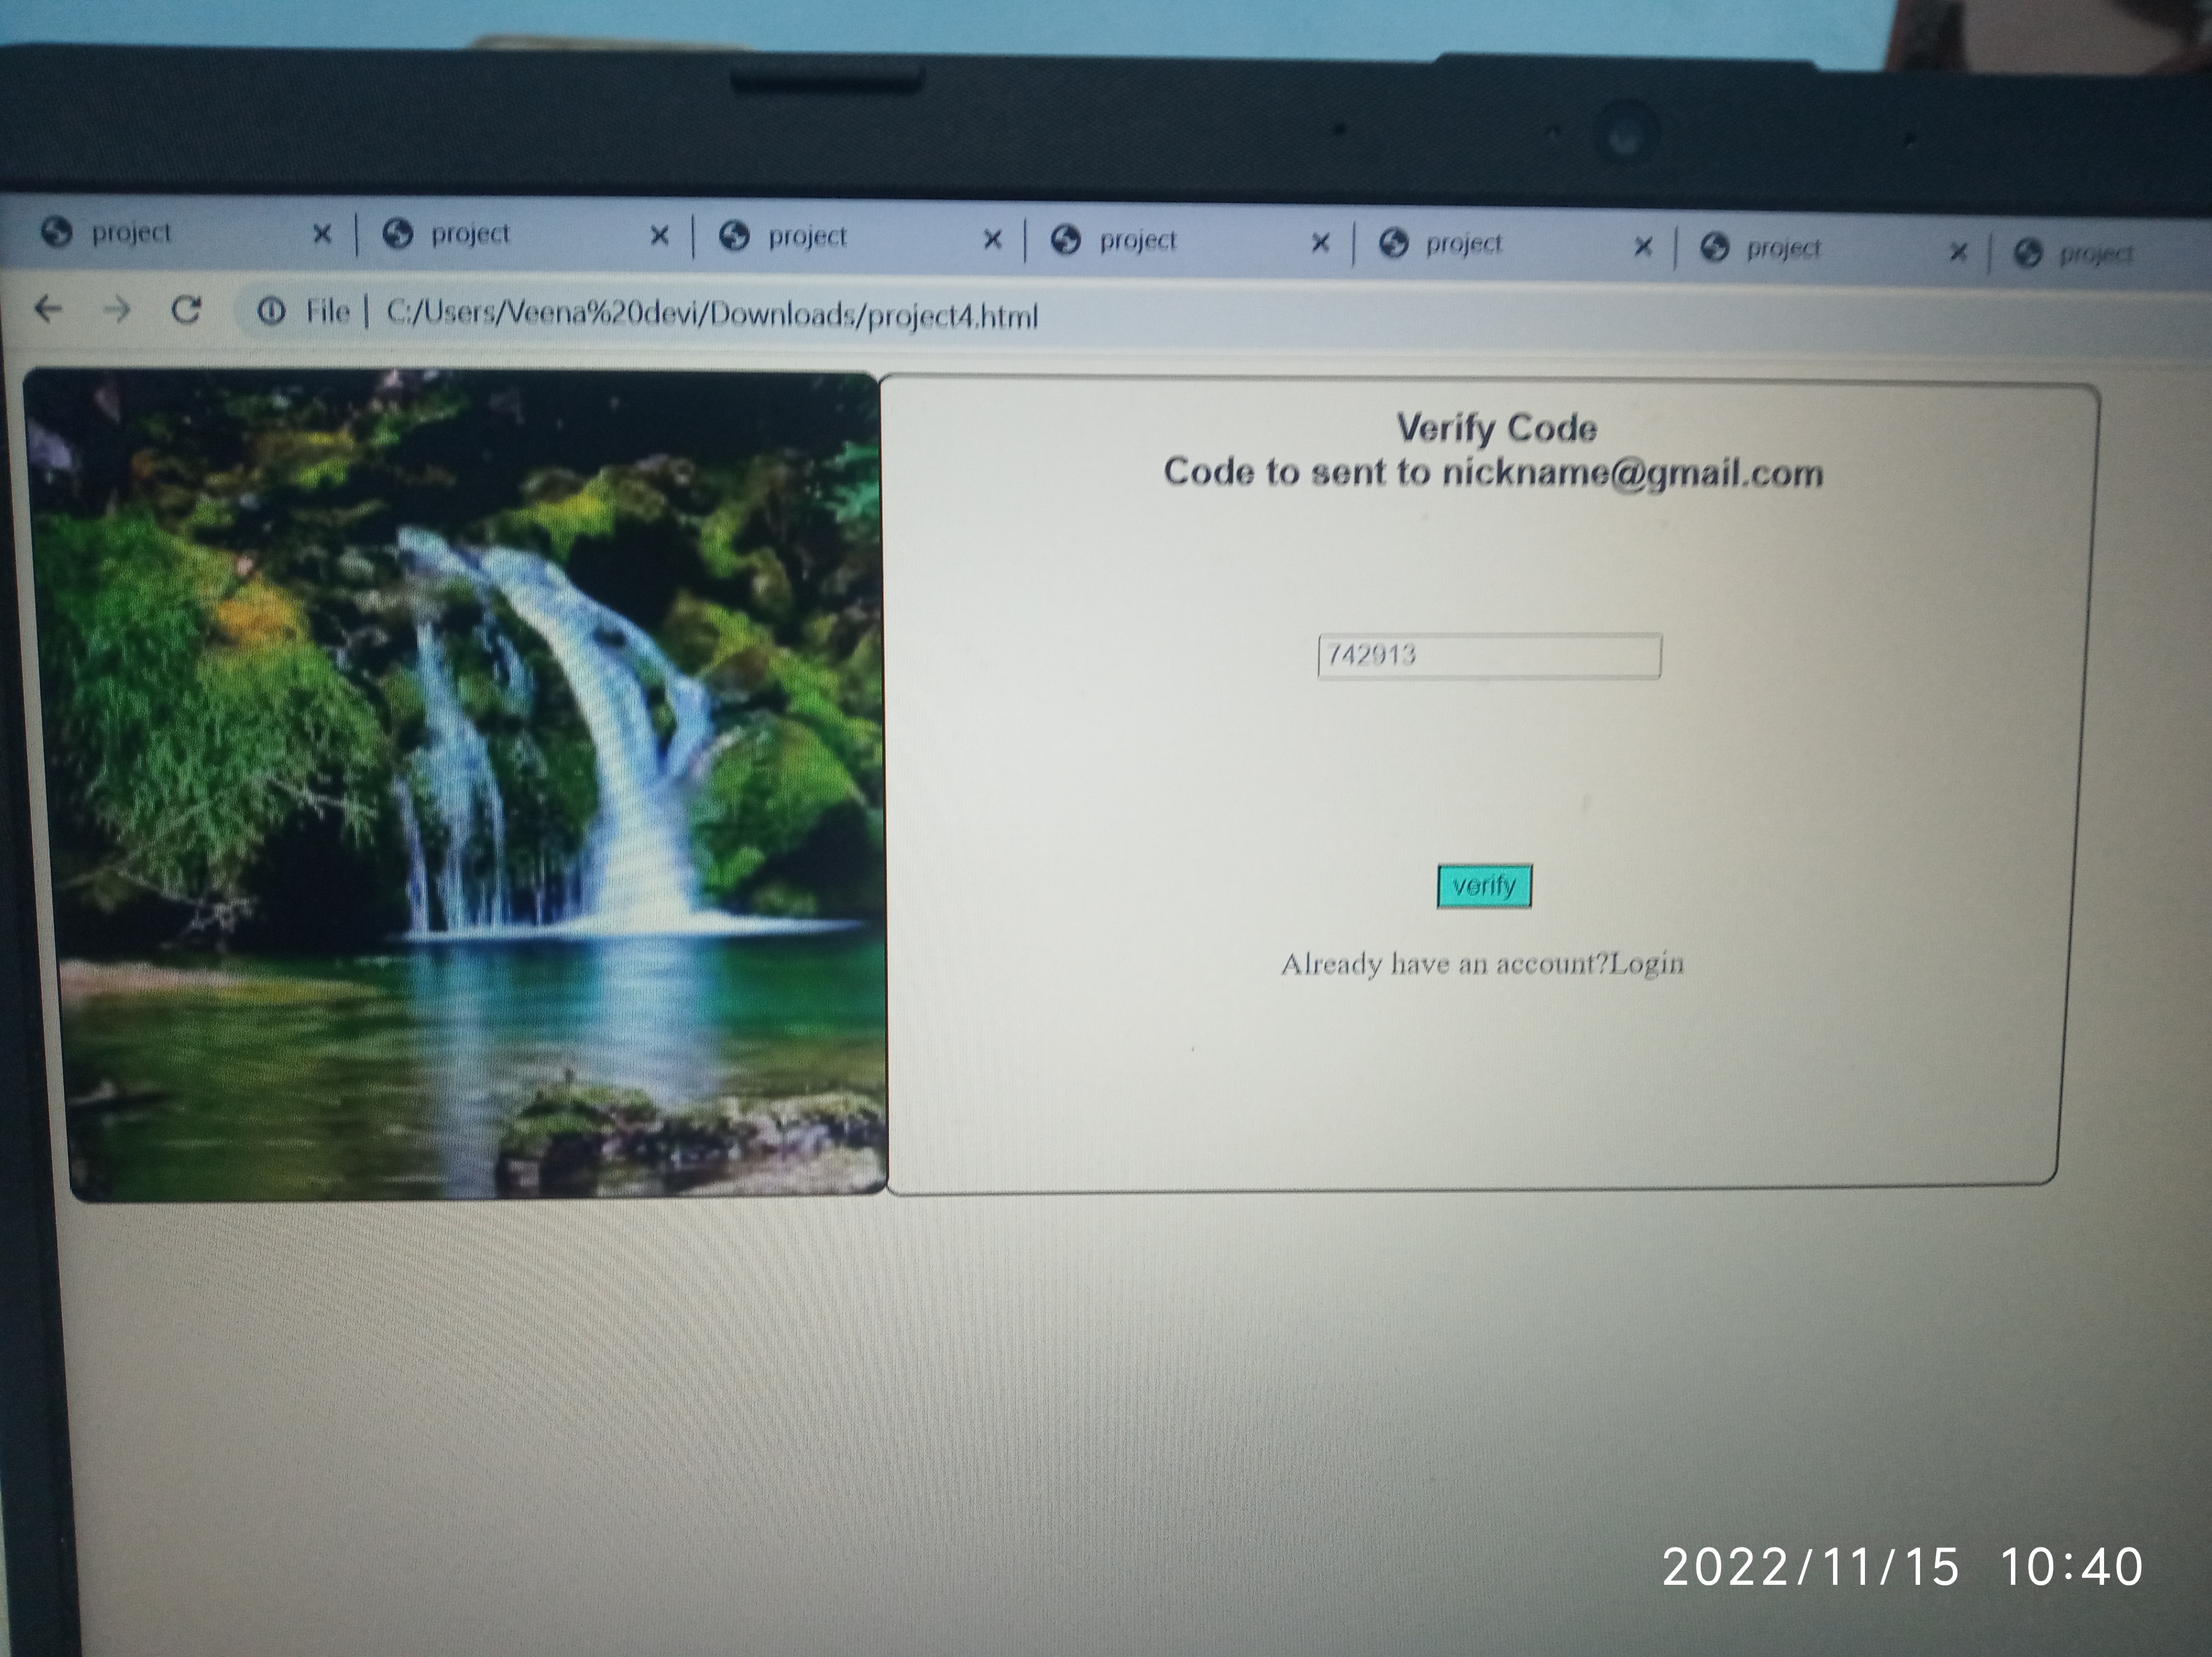 project
project
project
project
project
project
project
File | C:/Users/Veena%20devi/Downloads/project4.html
Verify Code
Code to sent to nickname@gmail.com
742913
verify
Already have an account?Login
2022/11/15 10:40